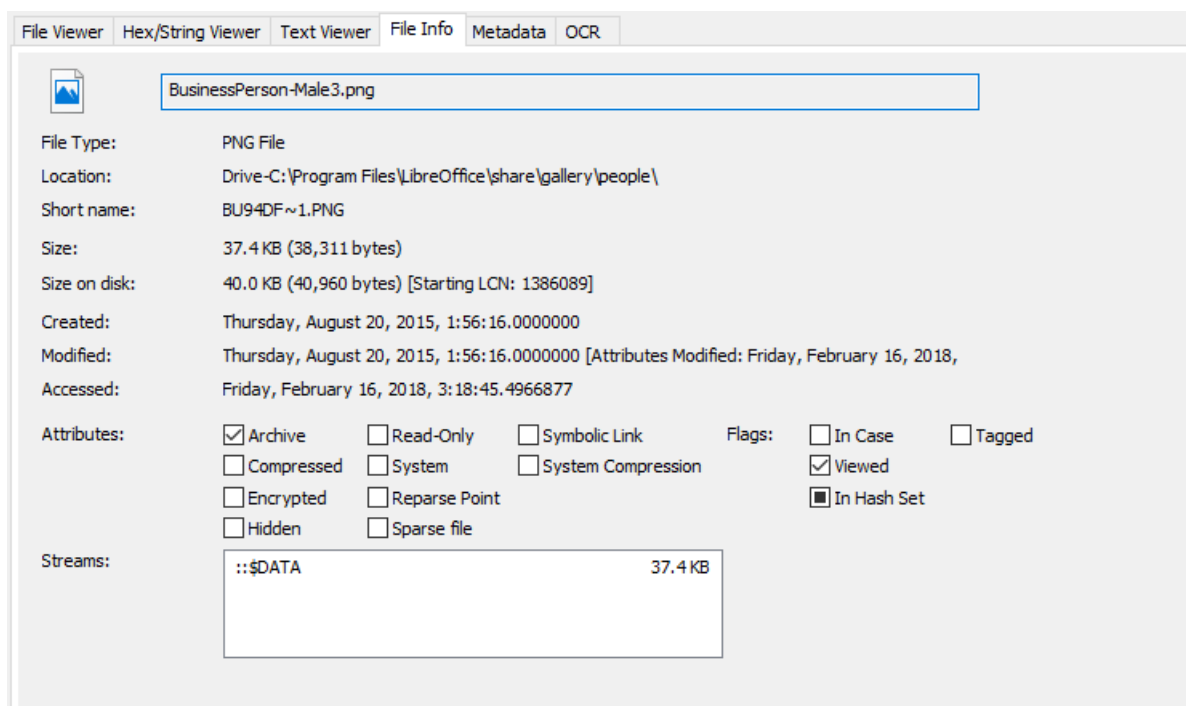 File Viewer Hex/String Viewer Text Viewer File Info Metadata OCR
BusinessPerson-Male3.png
File Type: PNG File
Location: Drive-C:\Program Files\LibreOffice\share\gallery\people\
Short name: BU94DF~1.PNG
Size: 37.4 KB (38,311 bytes)
Size on disk: 40.0 KB (40,960 bytes) [Starting LCN: 1386089]
Created: Thursday, August 20, 2015, 1:56:16.0000000
Modified: Thursday, August 20, 2015, 1:56:16.0000000 [Attributes Modified: Friday, February 16, 2018,
Accessed: Friday, February 16, 2018, 3:18:45.4966877
Attributes: Archive Read-Only Symbolic Link Flags: In Case Tagged
Compressed System System Compression Viewed
Encrypted Reparse Point In Hash Set
Hidden Sparse file
Streams: ::$DATA 37.4 KB